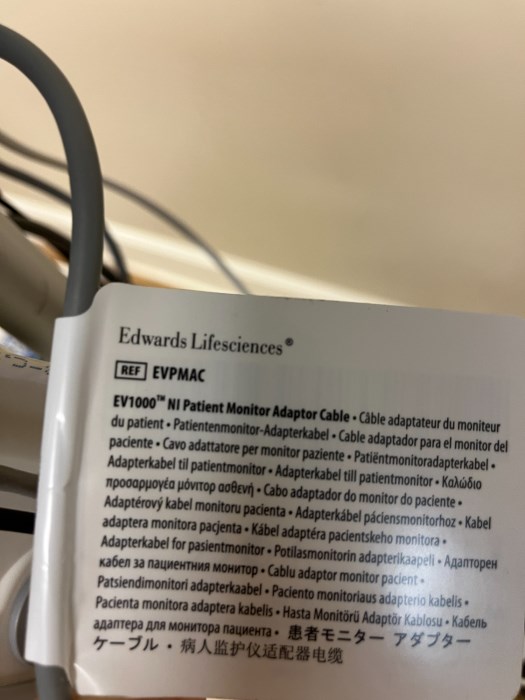 Edwards Lifesciences®
REF EVPMAC
EV1000™ NI Patient Monitor Adaptor Cable • Câble adaptateur du moniteur
du patient • Patientenmonitor-Adapterkabel • Cable adaptador para el monitor del
paciente • Cavo adattatore per monitor paziente • Patiëntmonitoradapterkabel •
Adapterkabel til patientmonitor • Adapterkabel till patientmonitor • Καλώδιο
προσαρμογέα μόνιτορ ασθενή • Cabo adaptador do monitor do paciente •
Adaptérový kabel monitoru pacienta • Adapterkábel páciensmonitorhoz • Kabel
adaptera monitora pacjenta • Kábel adaptéra pacientskeho monitora •
Adapterkabel for pasientmonitor • Potilasmonitorin adapterikaapeli • Адапторен
кабел за пациентния монитор • Cablu adaptor monitor pacient •
Patsiendimonitori adapterkaabel • Paciento monitoriaus adapterio kabelis •
Pacienta monitora adaptera kabelis • Hasta Monitörü Adaptör Kablosu • Кабель
адаптера для монитора пациента • 患者モニター アダプター
ケーブル • 病人监护仪适配器电缆